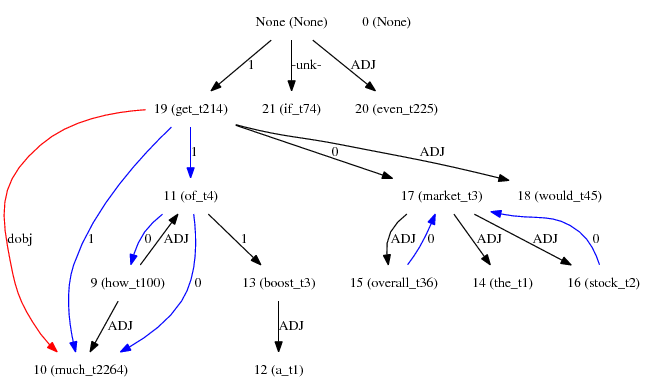 None (None) 0 (None)
1 -unk- ADJ
19 (get_t214) 21 (if_t74) 20 (even_t225)
1 0 ADJ
11 (of_t4) 17 (market_t3) 18 (would_t45)
dobj 1 0 ADJ 0 1 ADJ 0 ADJ ADJ 0
9 (how_t100) 13 (boost_t3) 15 (overall_t36) 14 (the_t1) 16 (stock_t2)
ADJ ADJ
10 (much_t2264) 12 (a_t1)